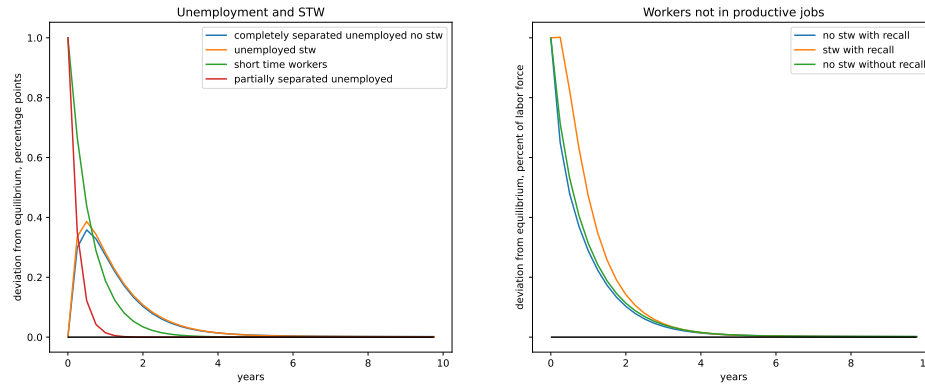 Unemployment and STW
deviation from equilibrium, percentage points
1.0
0.8
0.6
0.4
0.2
0.0
completely separated unemployed no stw
unemployed stw
short time workers
partially separated unemployed
0 2 4 6 8 10
years
Workers not in productive jobs
deviation from equilibrium, percent of labor force
no stw with recall
stw with recall
no stw without recall
0 2 4 6 8
years